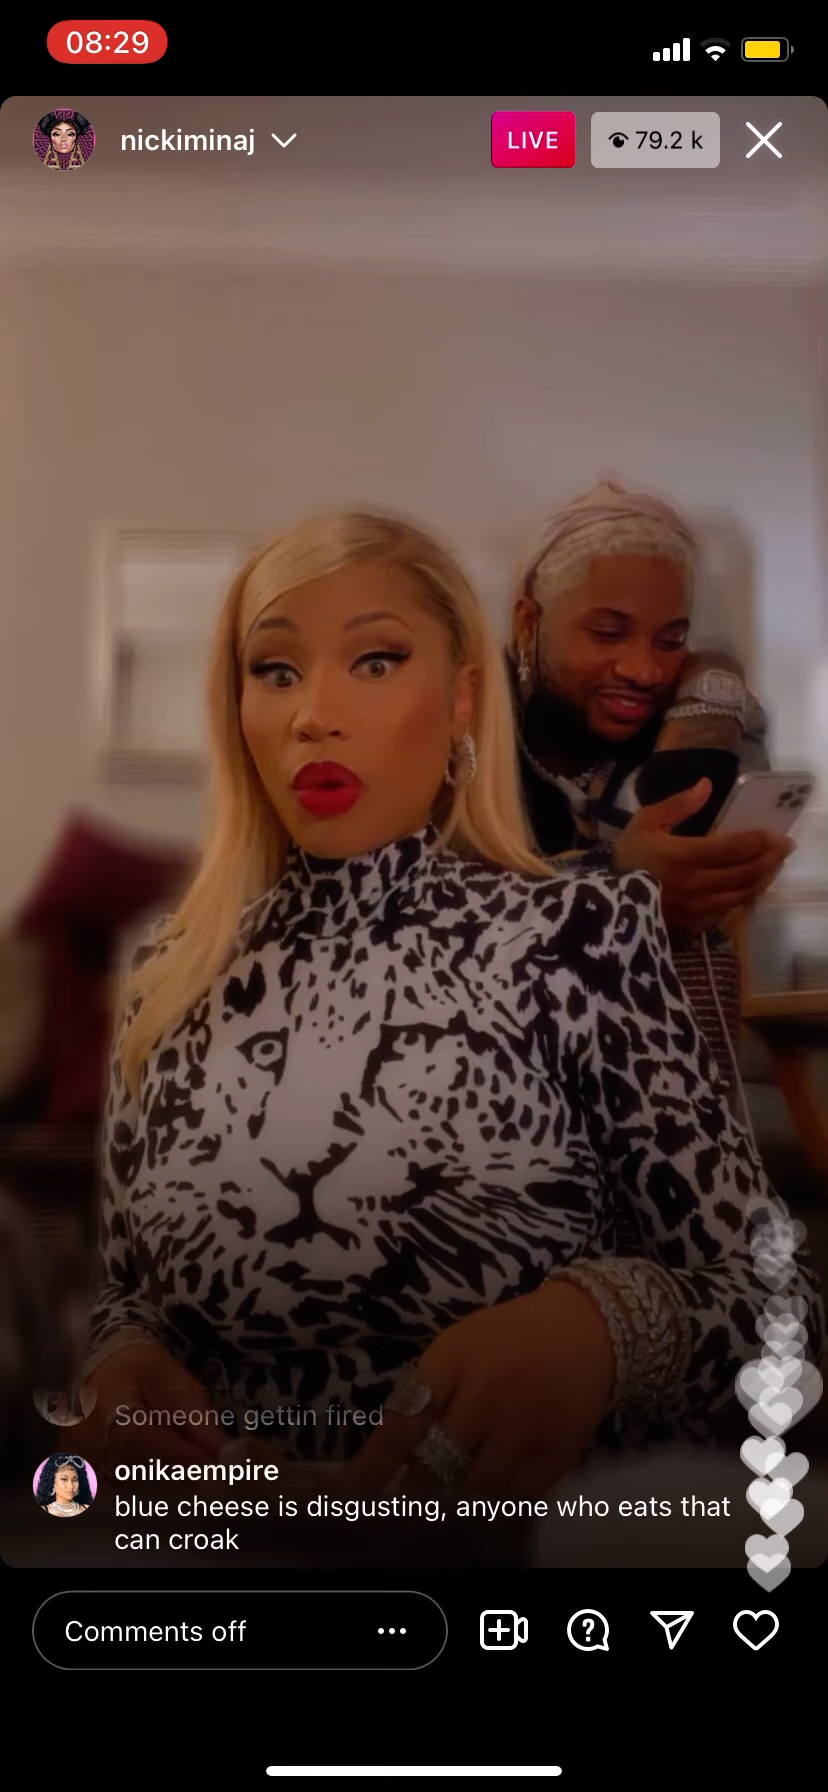 08:29
nickiminaj
LIVE
79.2 k
Someone gettin fired
onikaempire
blue cheese is disgusting, anyone who eats that
can croak
Comments off